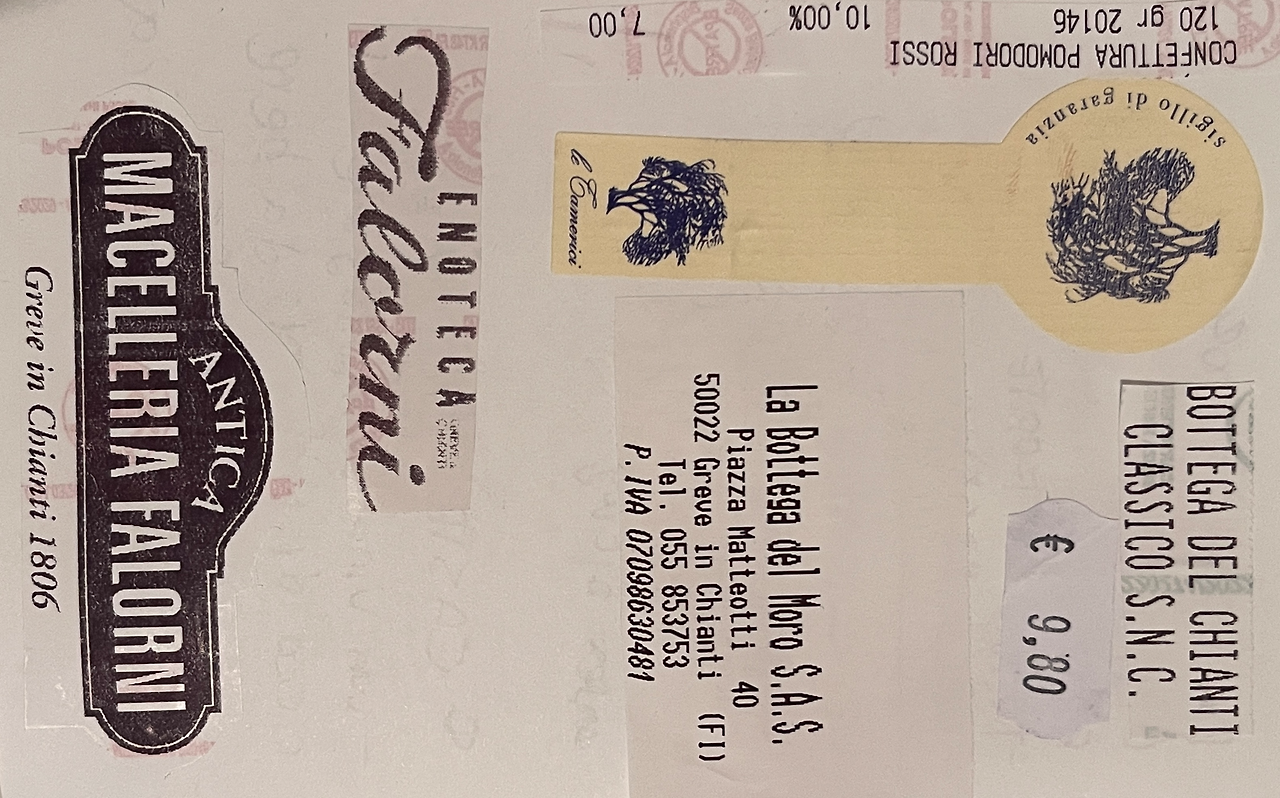 CONFETTURA POMODORI ROSSI
120 gr 20146 10,00% 7,00
sigillo di garanzia
le Tamerici
BOTTEGA DEL CHIANTI
CLASSICO S.N.C.
€ 9,80
La Bottega del Moro S.A.S.
Piazza Matteotti 40
50022 Greve in Chianti (FI)
Tel. 055 853753
P. IVA 07098630481
ENOTECA
Falorni
ANTICA
MACELLERIA FALORNI
Greve in Chianti 1806